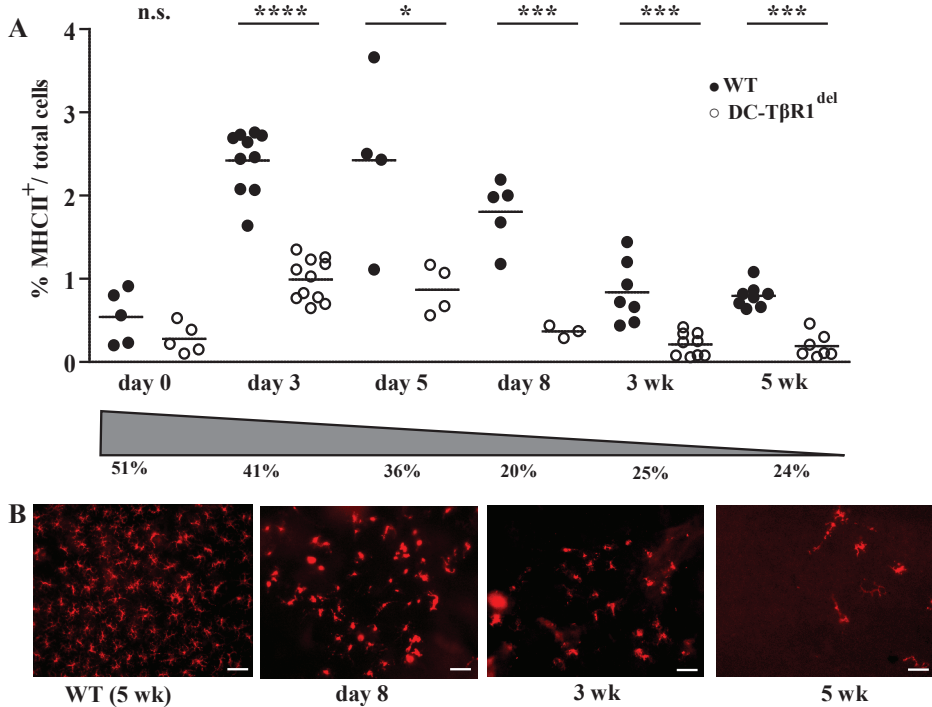 A
n.s.
****
*
***
***
***
% MHCII⁺/ total cells
4
3
2
1
0
WT
DC-TβR1ᵈᵉˡ
day 0
day 3
day 5
day 8
3 wk
5 wk
51%
41%
36%
20%
25%
24%
B
WT (5 wk)
day 8
3 wk
5 wk